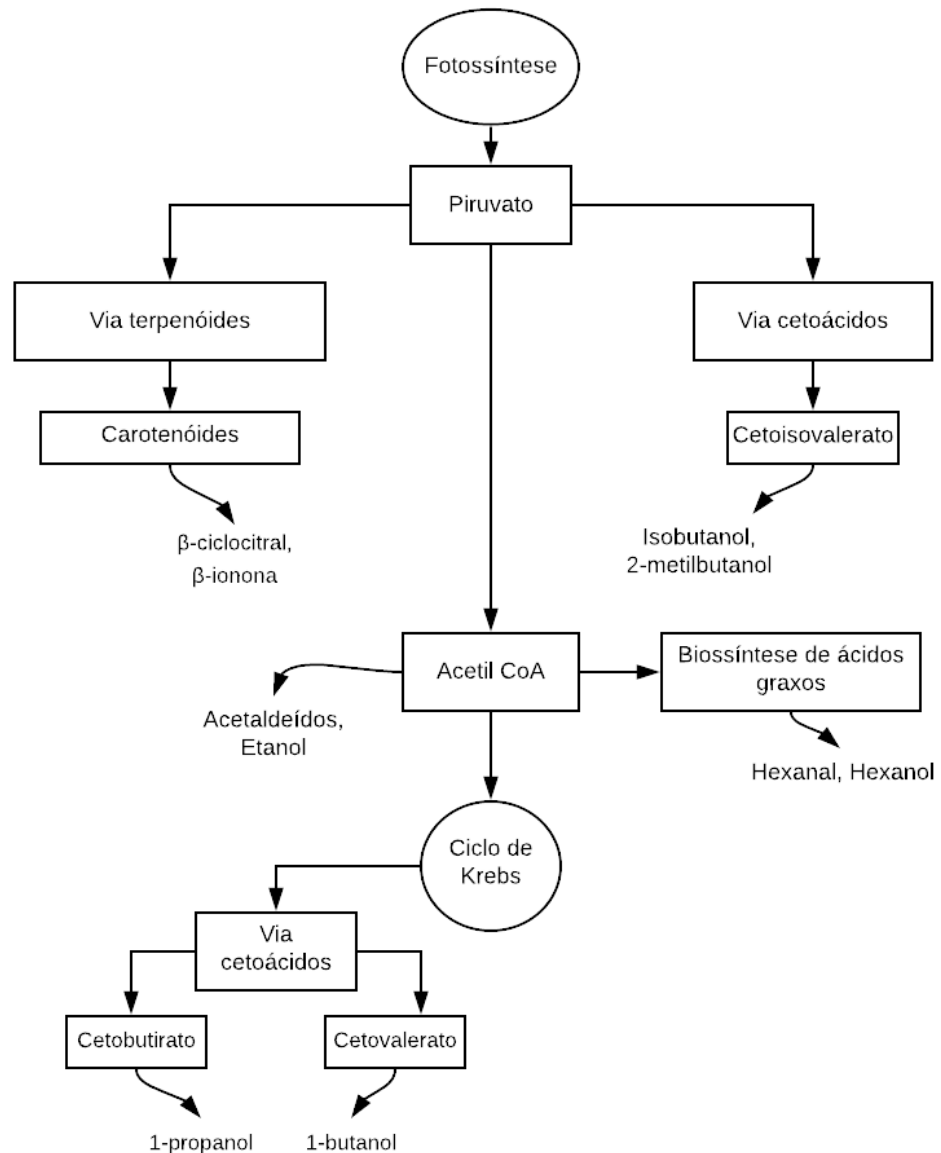 Fotossíntese
Piruvato
Via terpenóides
Via cetoácidos
Carotenóides
Cetoisovalerato
β-ciclocitral,
β-ionona
Isobutanol,
2-metilbutanol
Acetil CoA
Biossíntese de ácidos
graxos
Acetaldeídos,
Etanol
Hexanal, Hexanol
Ciclo de
Krebs
Via
cetoácidos
Cetobutirato
Cetovalerato
1-propanol
1-butanol